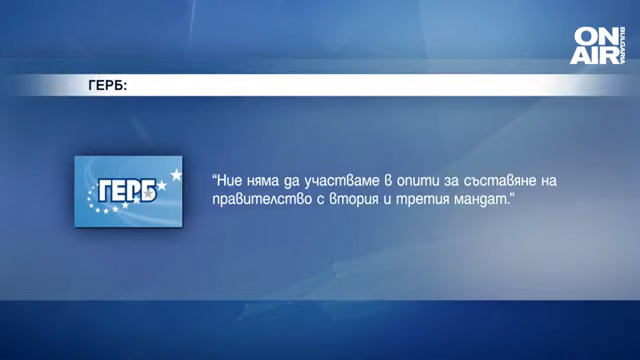 ON
AIR
BULGARIA
ГЕРБ:
ГЕРБ
“Ние няма да участваме в опити за съставяне на
правителство с втория и третия мандат.”